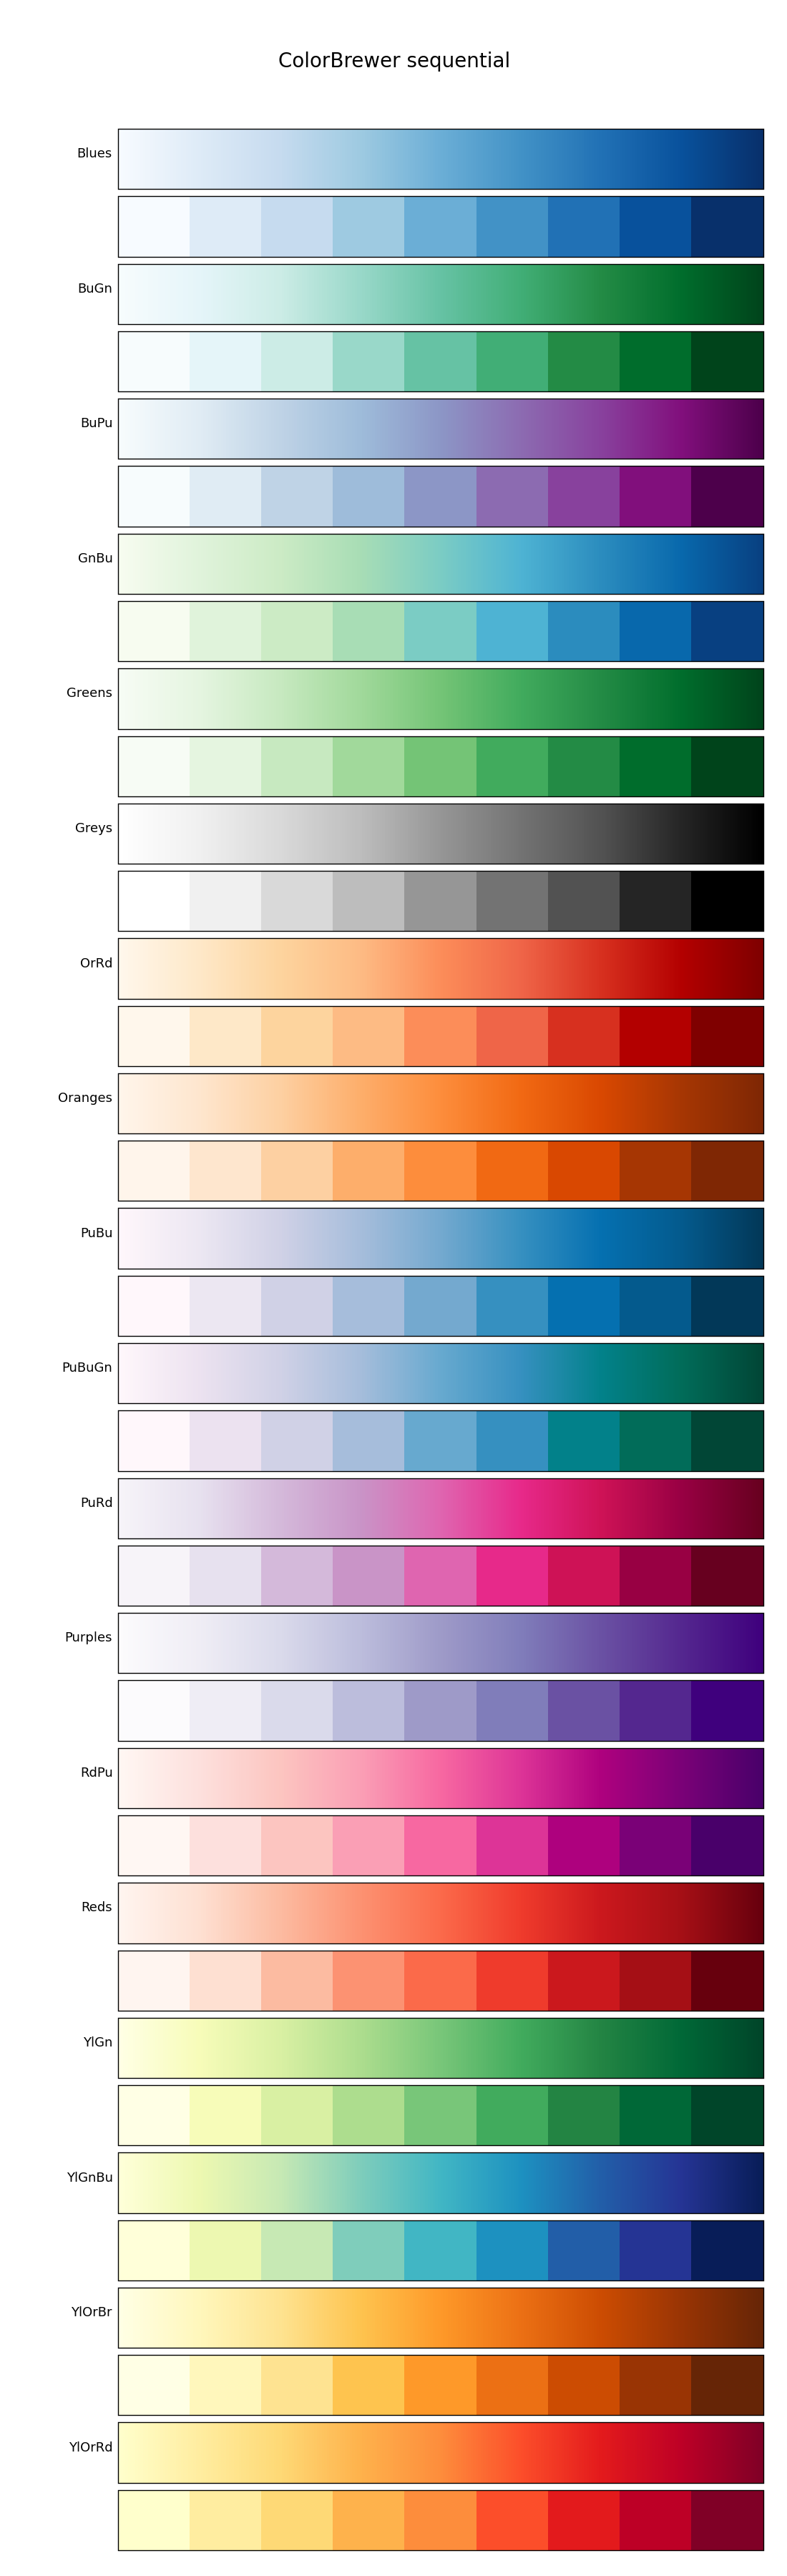 ColorBrewer sequential
Blues
BuGn
BuPu
GnBu
Greens
Greys
OrRd
Oranges
PuBu
PuBuGn
PuRd
Purples
RdPu
Reds
YlGn
YlGnBu
YlOrBr
YlOrRd